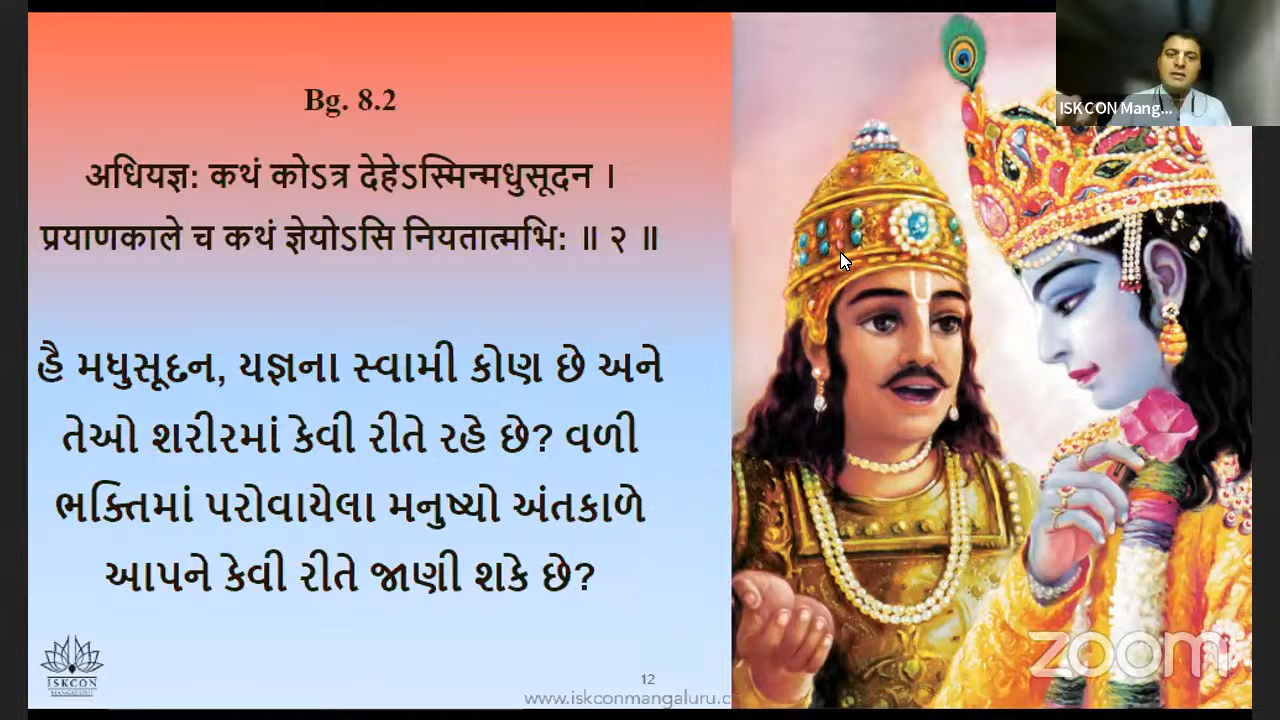 Bg. 8.2
अधियज्ञ: कथं कोऽत्र देहेऽस्मिन्मधुसूदन ।
प्रयाणकाले च कथं ज्ञेयोऽसि नियतात्मभि: ॥ २ ॥
હૈ મધુસૂદન, યજ્ઞના સ્વામી કોણ છે અને
તેઓ શરીરમાં કેવી રીતે રહે છે? વળી
ભક્તિમાં પરોવાયેલા મનુષ્યો અંતકાળે
આપને કેવી રીતે જાણી શકે છે?
ISKCON
12
www.iskconmangaluru.c
ISKCON Mang...
zoom